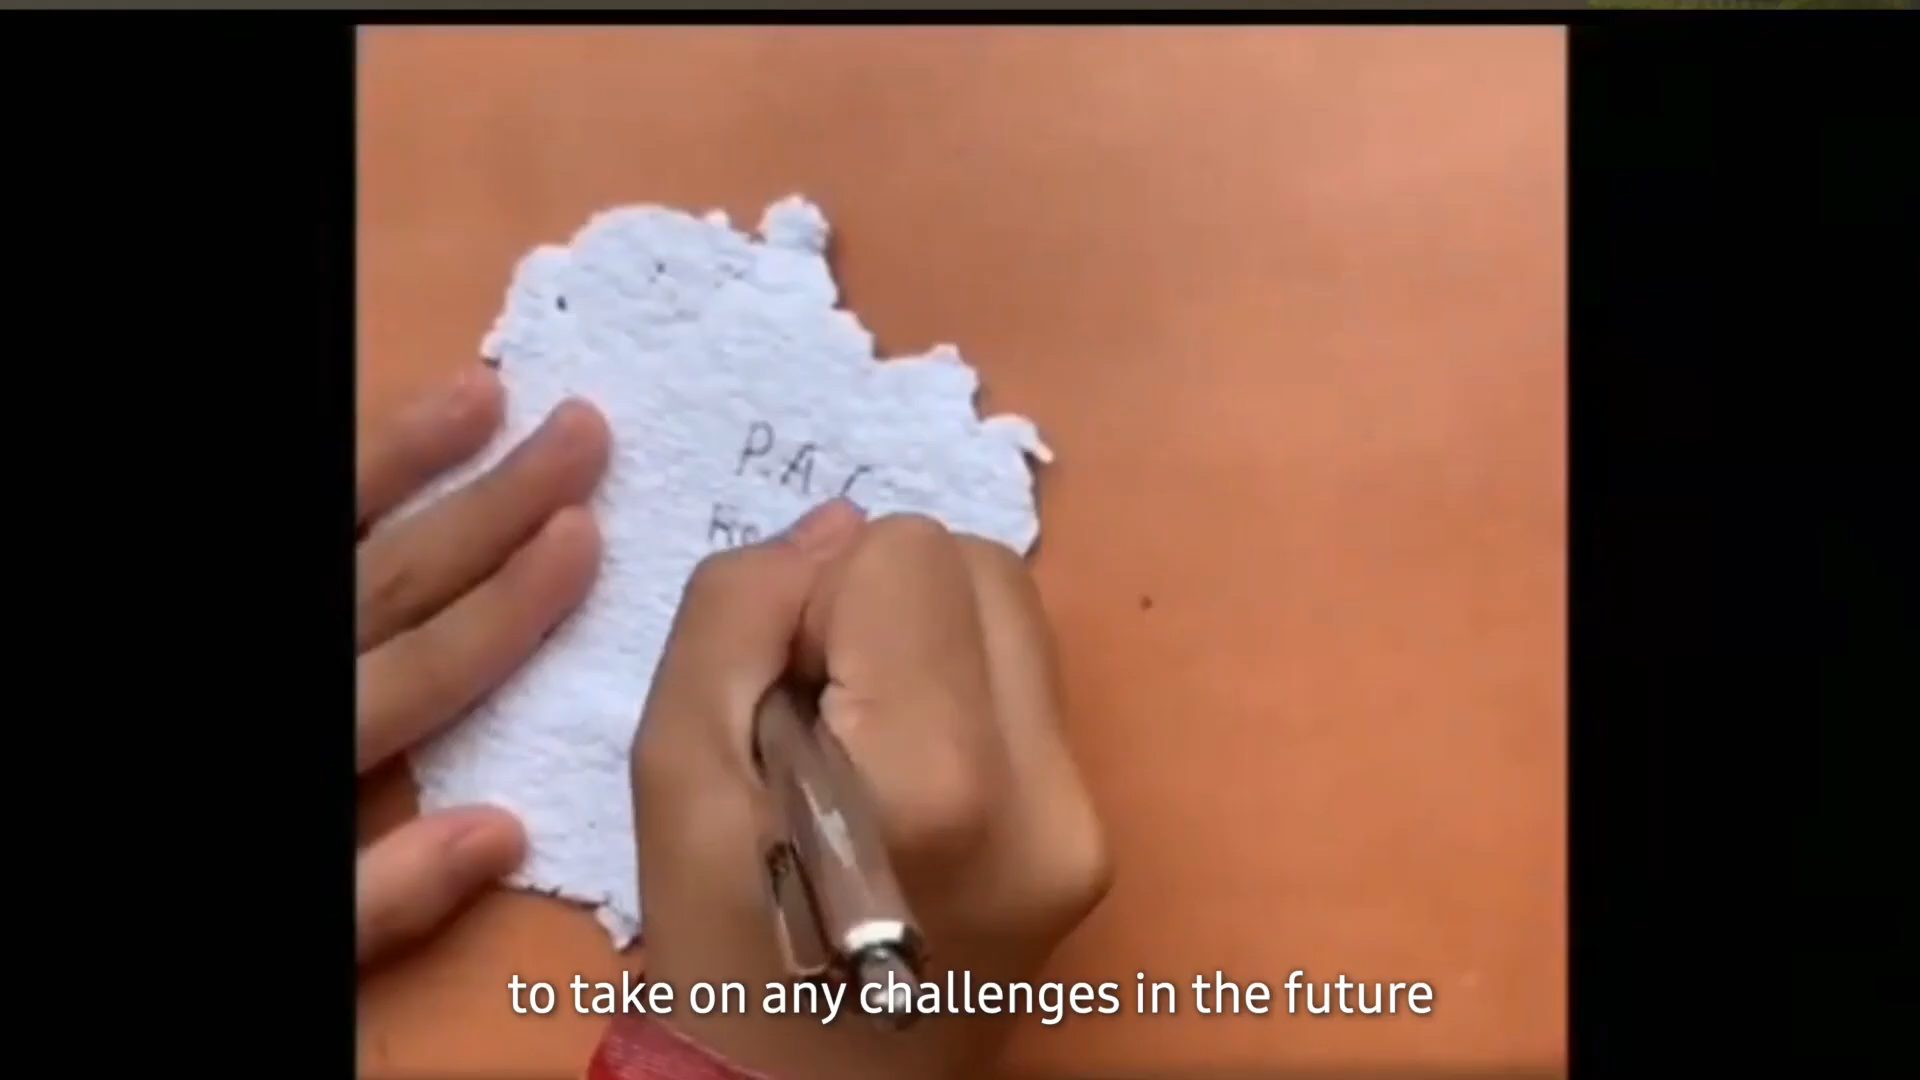 P.A.C
to take on any challenges in the future